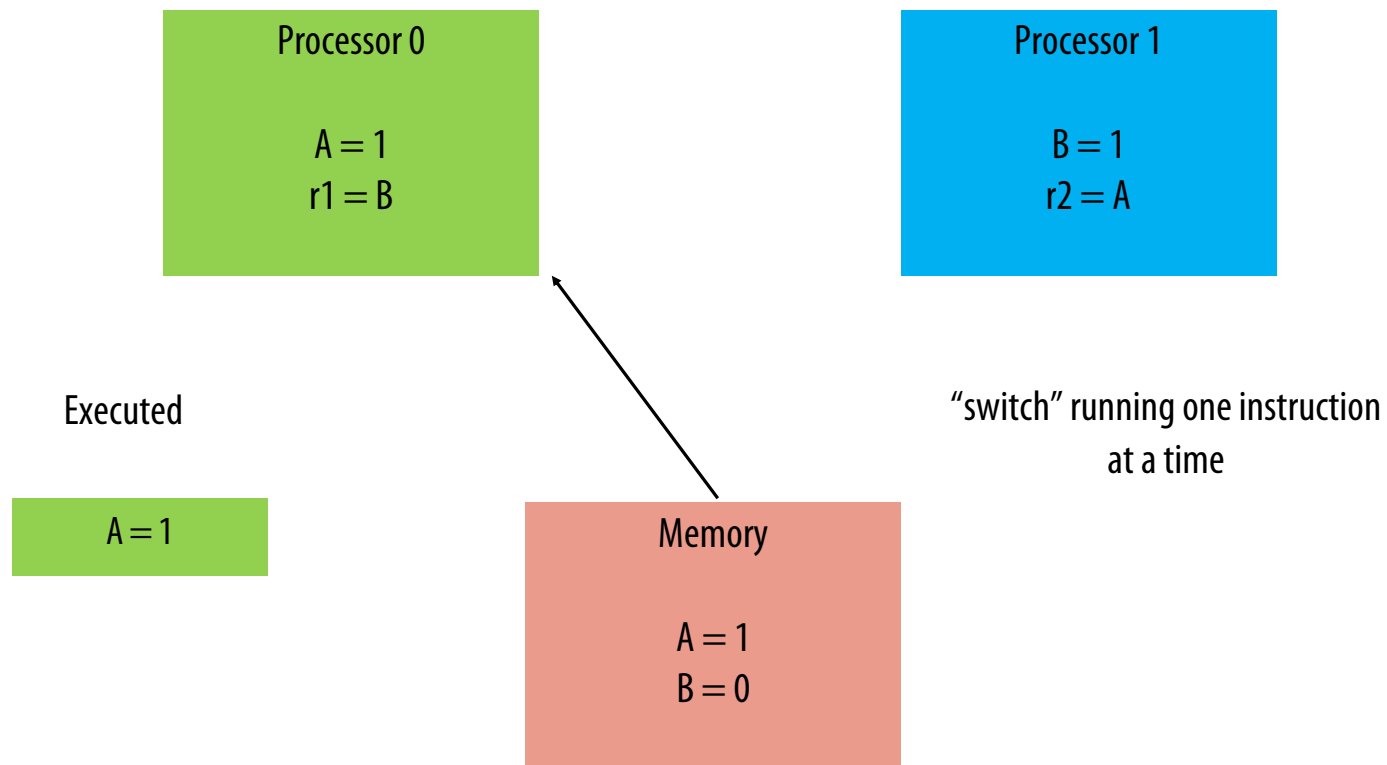 Processor 0
A = 1
r1 = B
Processor 1
B = 1
r2 = A
Executed
A = 1
“switch” running one instruction
at a time
Memory
A = 1
B = 0